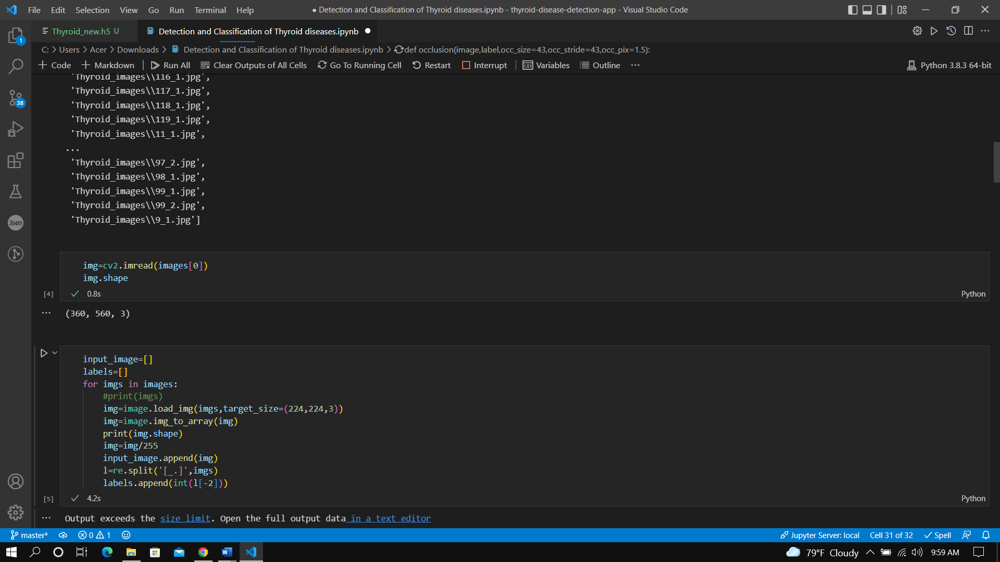 File Edit Selection View Go Run Terminal Help
● Detection and Classification of Thyroid diseases.ipynb - thyroid-disease-detection-app - Visual Studio Code
Thyroid_new.h5 U
Detection and Classification of Thyroid diseases.ipynb ●
C: > Users > Acer > Downloads > Detection and Classification of Thyroid diseases.ipynb > def occlusion(image,label,occ_size=43,occ_stride=43,occ_pix=1.5):
+ Code + Markdown | Run All Clear Outputs of All Cells Go To Running Cell Restart Interrupt | Variables Outline ... Python 3.8.3 64-bit
'Thyroid_images\\116_1.jpg',
'Thyroid_images\\117_1.jpg',
'Thyroid_images\\118_1.jpg',
'Thyroid_images\\119_1.jpg',
'Thyroid_images\\11_1.jpg',
...
'Thyroid_images\\97_2.jpg',
'Thyroid_images\\98_1.jpg',
'Thyroid_images\\99_1.jpg',
'Thyroid_images\\99_2.jpg',
'Thyroid_images\\9_1.jpg']
img=cv2.imread(images[0])
img.shape
[4] ✓ 0.8s Python
... (360, 560, 3)
input_image=[]
labels=[]
for imgs in images:
    #print(imgs)
    img=image.load_img(imgs,target_size=(224,224,3))
    img=image.img_to_array(img)
    print(img.shape)
    img=img/255
    input_image.append(img)
    l=re.split('[_.]',imgs)
    labels.append(int(l[-2]))
[5] ✓ 4.2s Python
... Output exceeds the size limit. Open the full output data in a text editor
1
38
Json
master* 0 1 Jupyter Server: local Cell 31 of 32 ✓ Spell
79°F Cloudy 9:59 AM